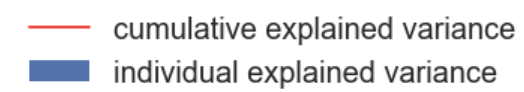 cumulative explained variance
individual explained variance